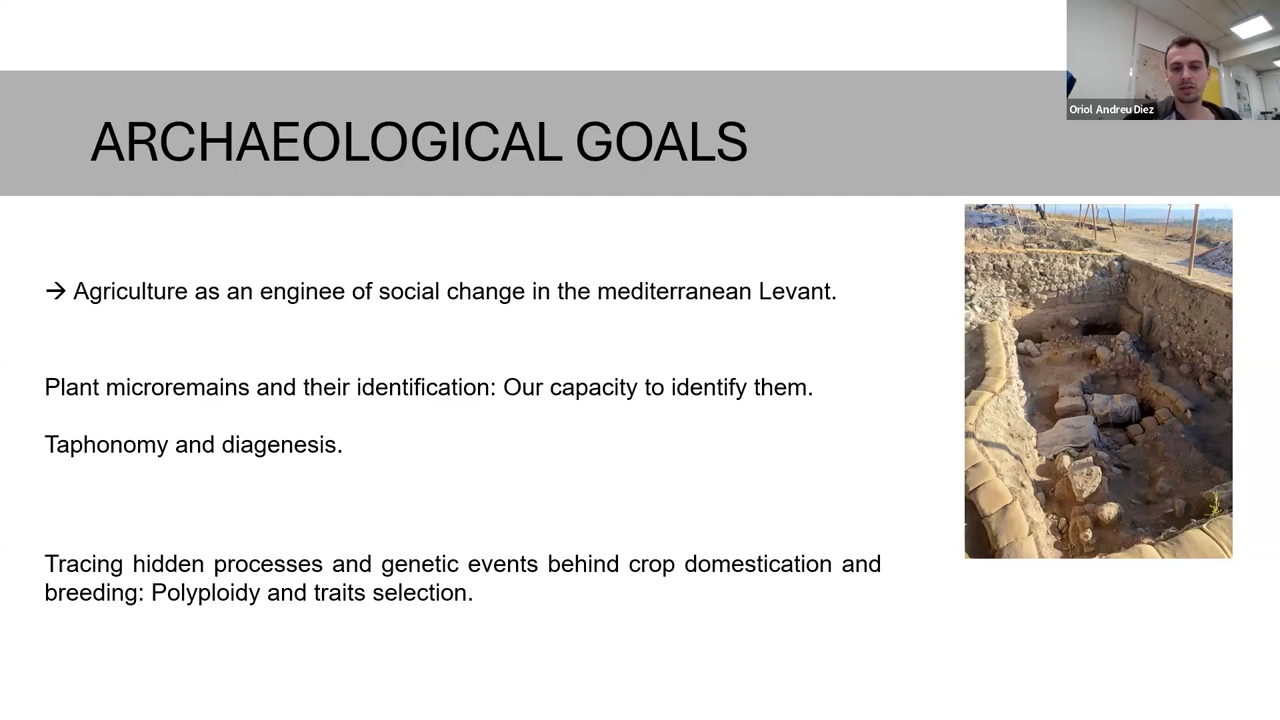 Oriol Andreu Diez
ARCHAEOLOGICAL GOALS
→ Agriculture as an enginee of social change in the mediterranean Levant.
Plant microremains and their identification: Our capacity to identify them.
Taphonomy and diagenesis.
Tracing hidden processes and genetic events behind crop domestication and
breeding: Polyploidy and traits selection.